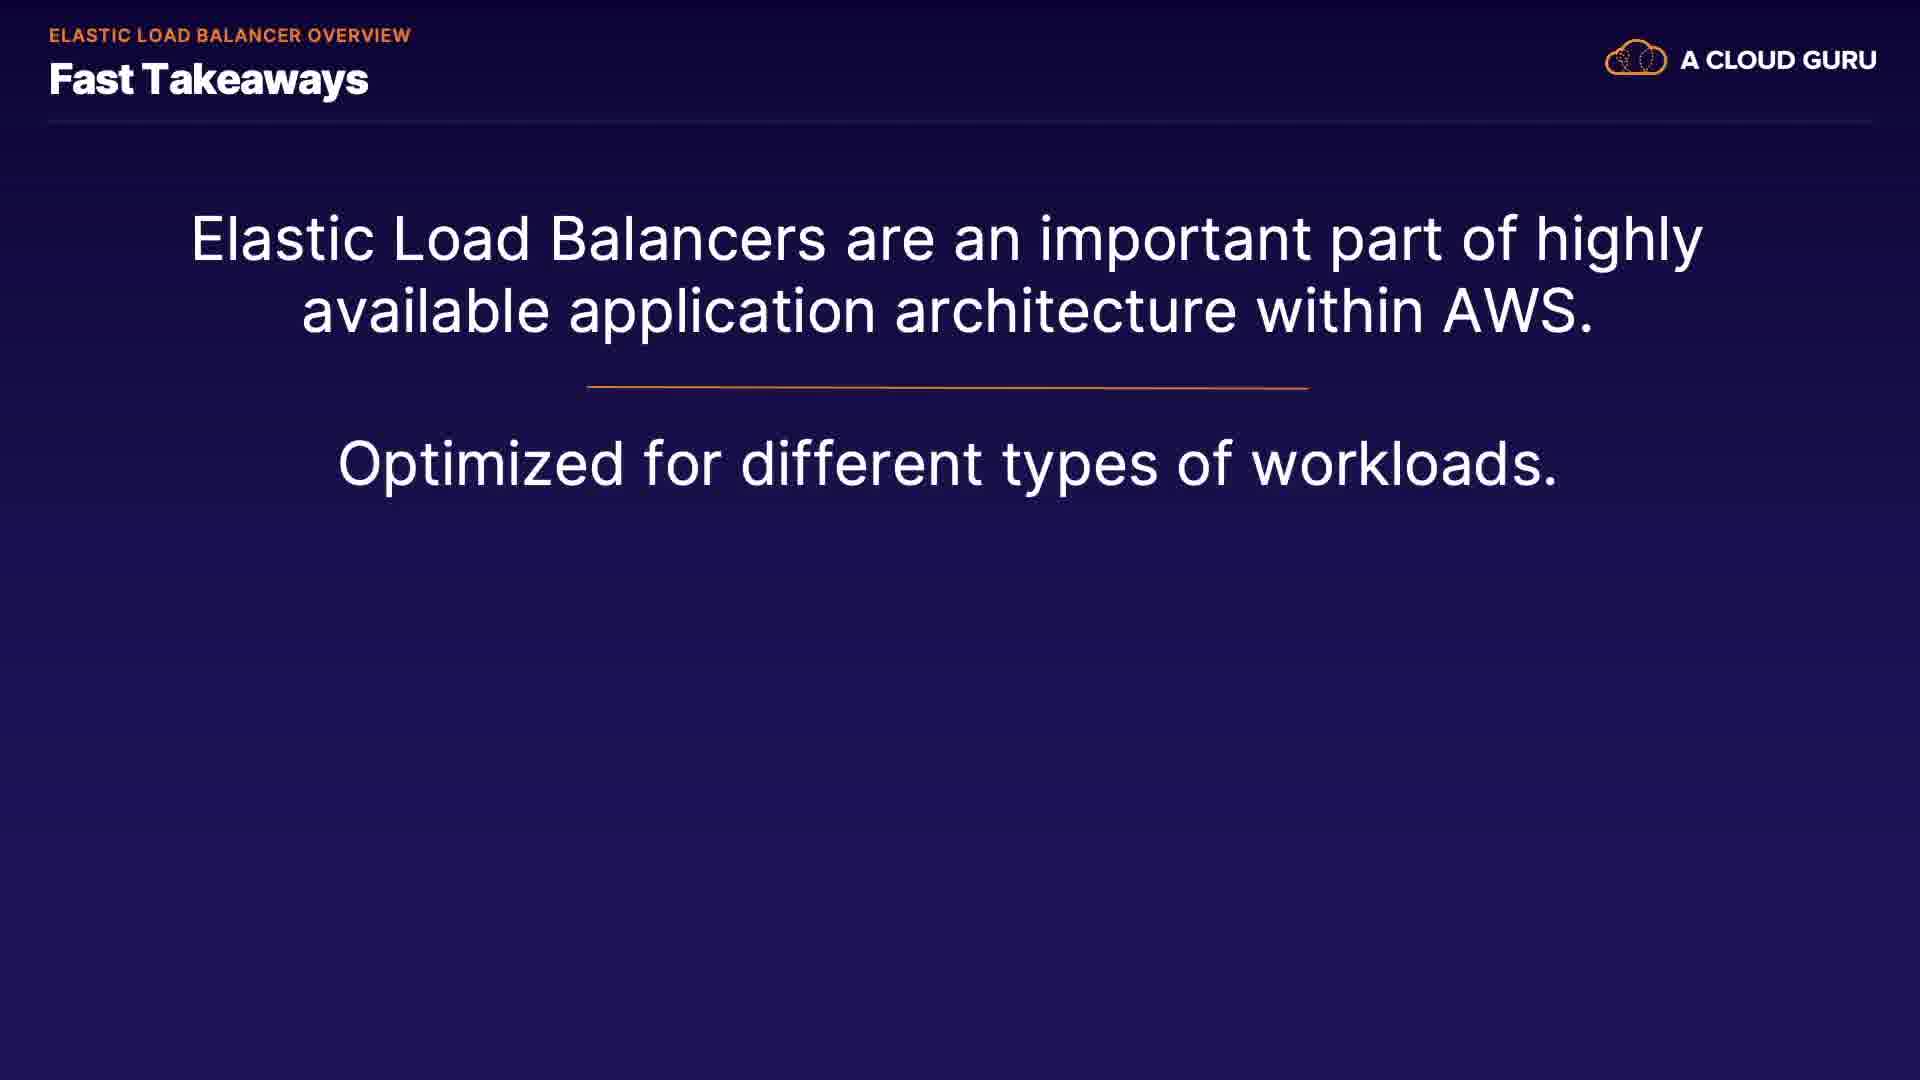 ELASTIC LOAD BALANCER OVERVIEW
Fast Takeaways
A CLOUD GURU
Elastic Load Balancers are an important part of highly
available application architecture within AWS.
Optimized for different types of workloads.